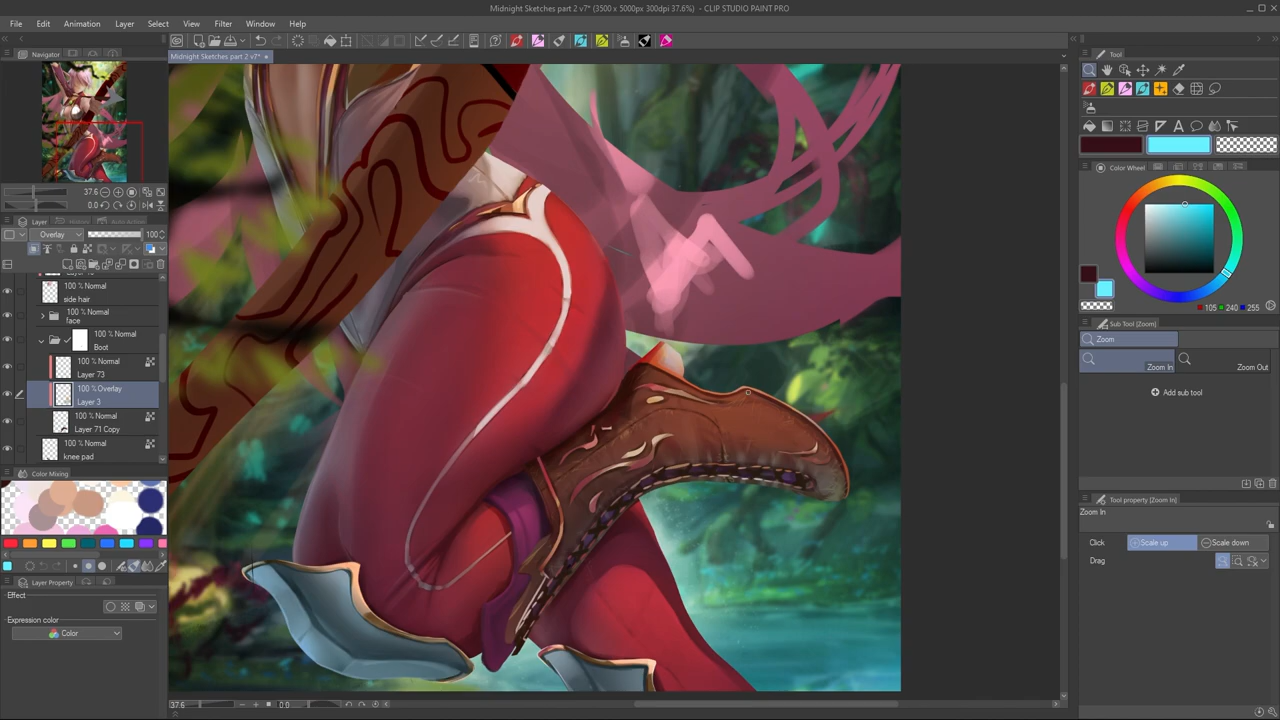 Midnight Sketches part 2 v7* (3500 x 5000px 300dpi 37.6%) - CLIP STUDIO PAINT PRO
File Edit Animation Layer Select View Filter Window Help
Midnight Sketches part 2 v7*
Navigator
37.6
0.0
Layer
Overlay 100
side hair
100 % Normal
face
100 % Normal
Boot
100 % Normal
Layer 73
100 % Overlay
Layer 3
100 % Normal
Layer 71 Copy
100 % Normal
knee pad
Color Mixing
Layer Property
Effect
Expression color
Color
37.6 0.0
Tool
Color Wheel
105 240 255
Sub Tool [Zoom]
Zoom
Zoom In Zoom Out
Add sub tool
Tool property [Zoom In]
Zoom In
Click Scale up Scale down
Drag